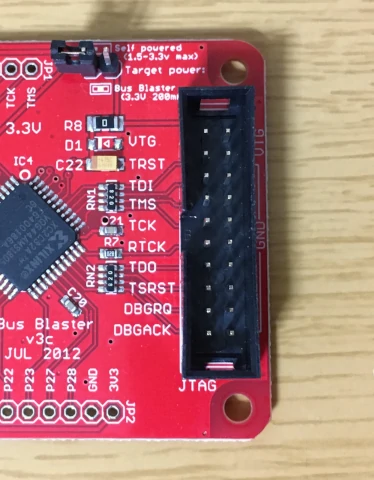 Self powered
(1.5~3.3v max)
Target power:
Bus Blaster
(3.3V 200m
JP1
TCK
TMS
3.3V
R8
D1
VTG
C22
TRST
IC4
RN1
TDI
TMS
C21
TCK
R7
RTCK
RN2
TDO
TSRST
C20
DBGRQ
DBGACK
VTG
GND
Bus Blaster
v3c
JUL 2012
JTAG
P22
P23
P27
P28
GND
3V3
JP2